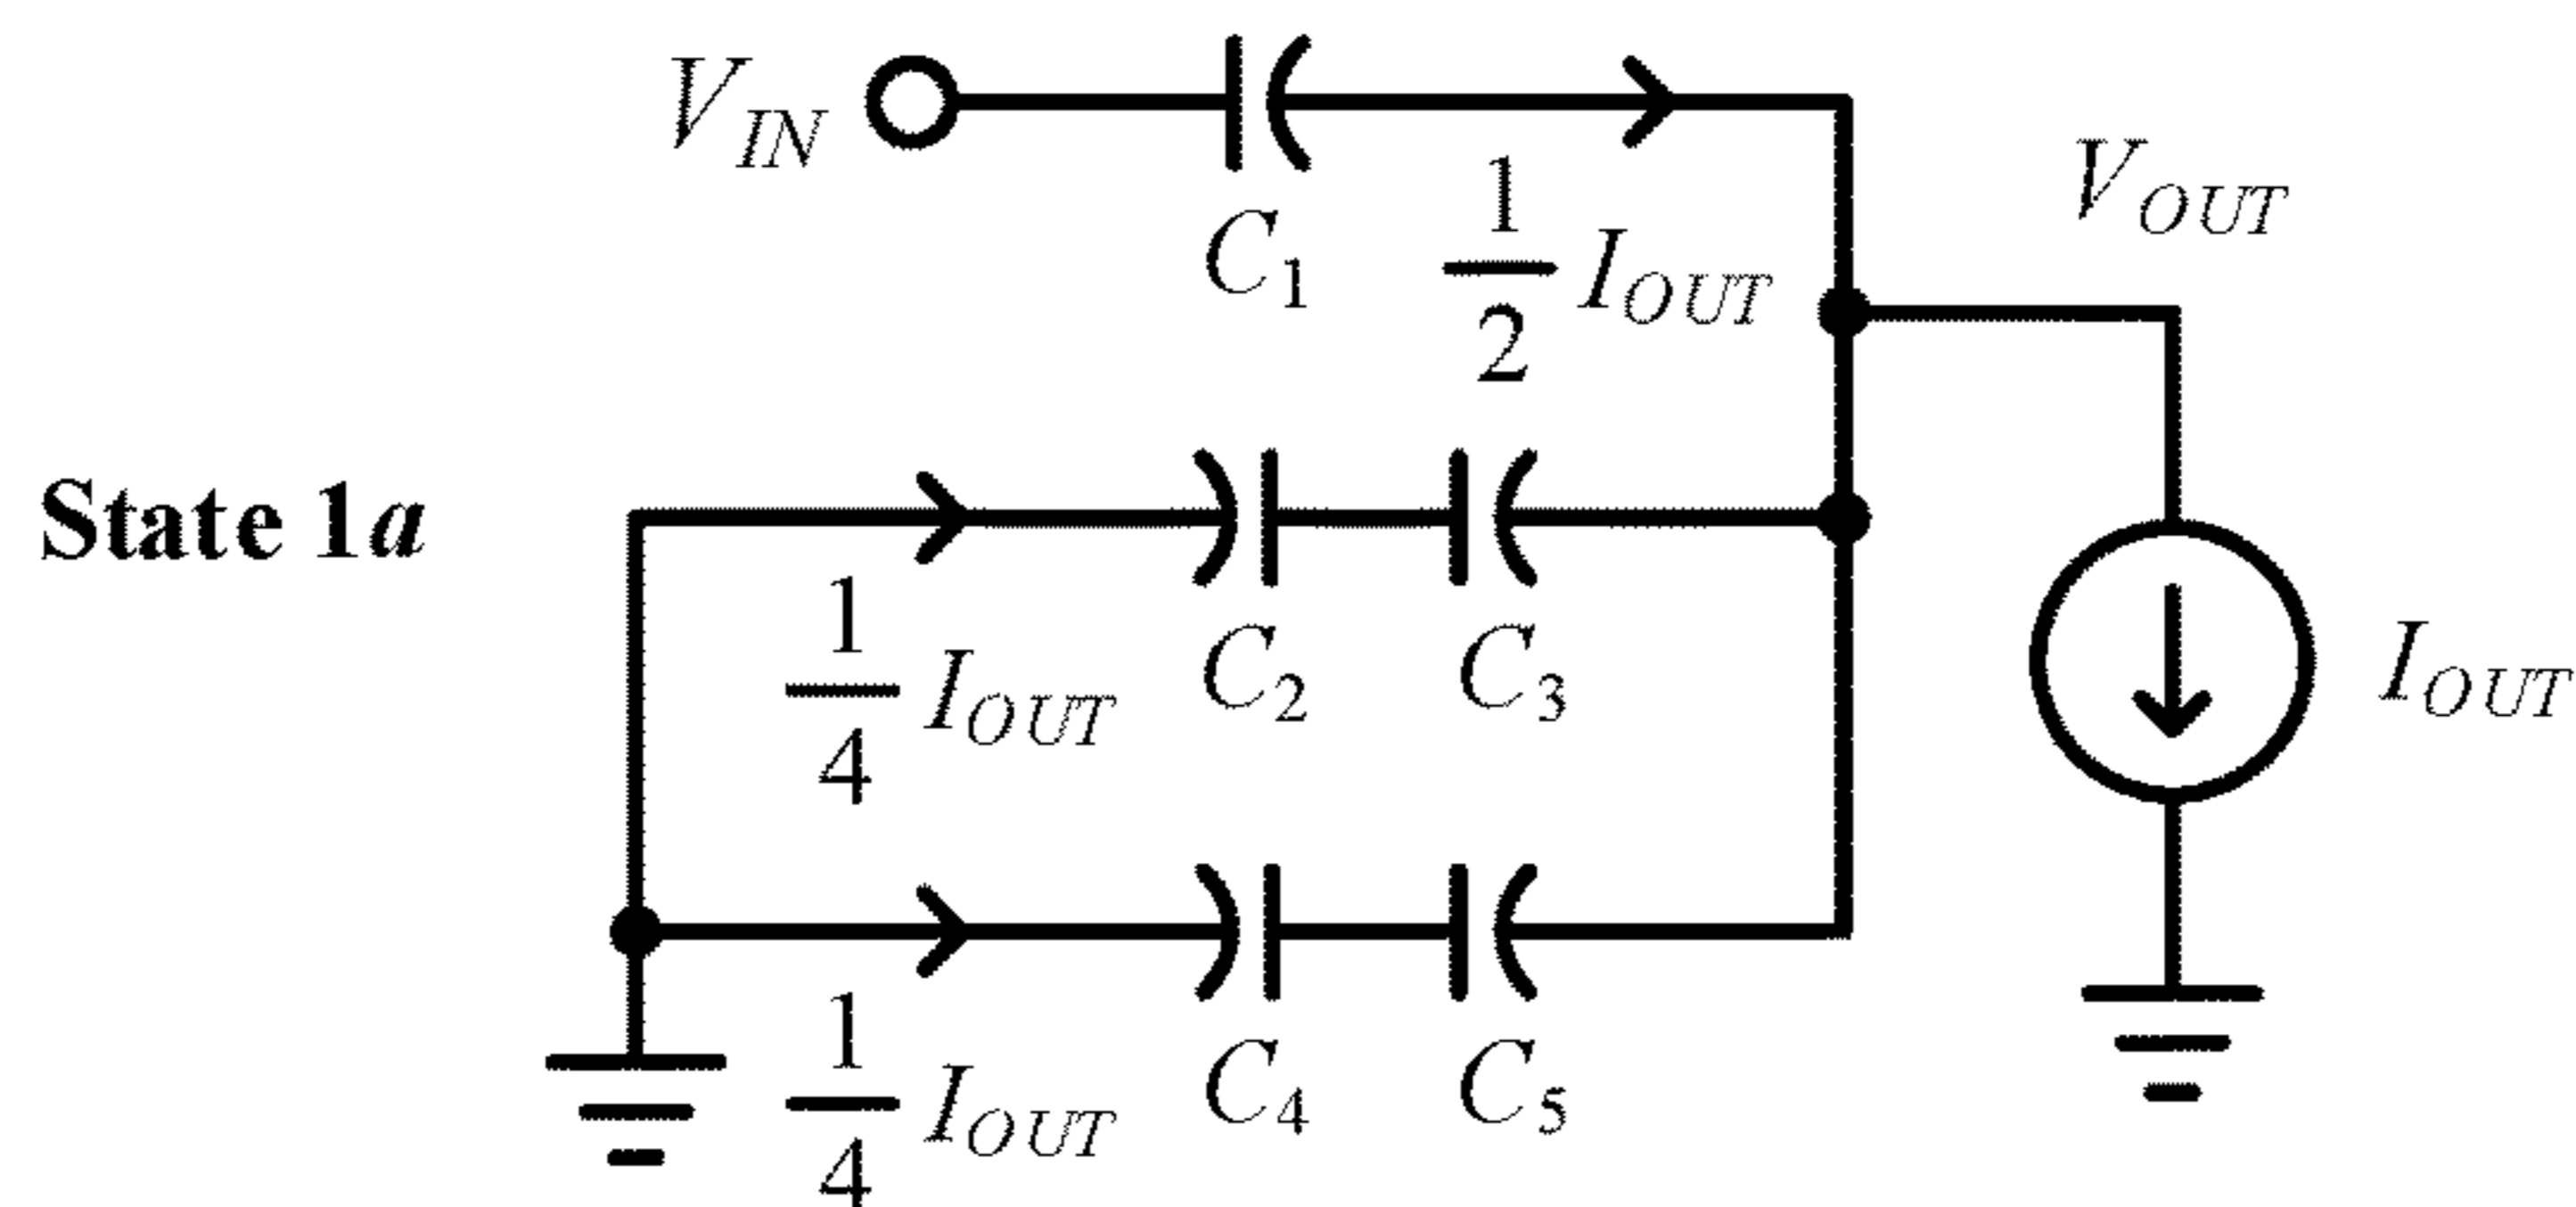 V_IN
C_1
1/2 I_OUT
V_OUT
State 1a
1/4 I_OUT
C_2
C_3
I_OUT
1/4 I_OUT
C_4
C_5